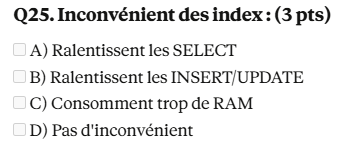 Q25. Inconvénient des index : (3 pts)
A) Ralentissent les SELECT
B) Ralentissent les INSERT/UPDATE
C) Consomment trop de RAM
D) Pas d'inconvénient